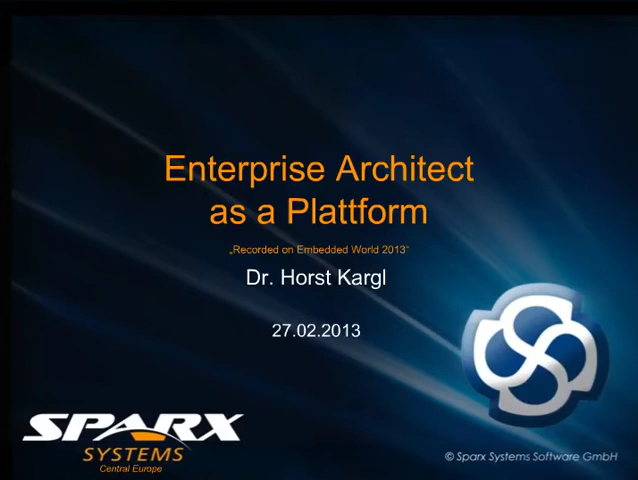 Enterprise Architect
as a Plattform
„Recorded on Embedded World 2013“
Dr. Horst Kargl
27.02.2013
SPARX
SYSTEMS
Central Europe
© Sparx Systems Software GmbH